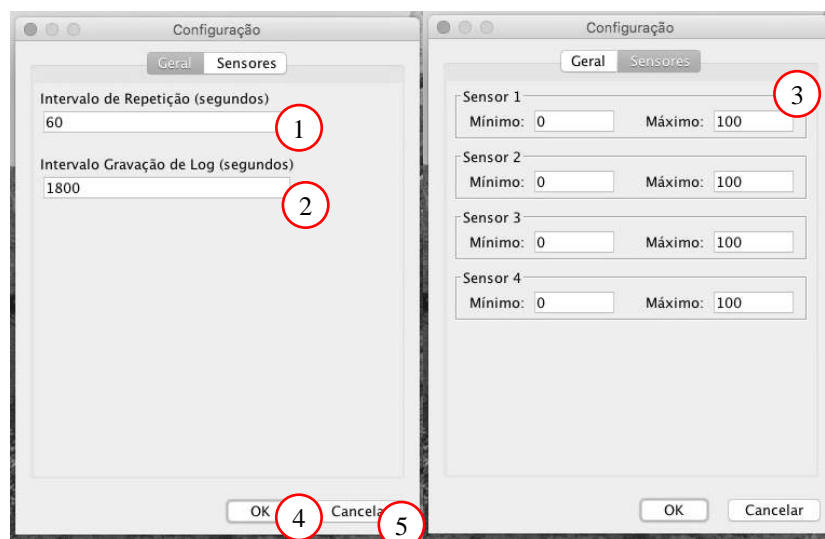 Configuração
Geral Sensores
Intervalo de Repetição (segundos)
60
1
Intervalo Gravação de Log (segundos)
1800
2
OK 4 Cancelar 5
Configuração
Geral Sensores
3
Sensor 1
Mínimo: 0 Máximo: 100
Sensor 2
Mínimo: 0 Máximo: 100
Sensor 3
Mínimo: 0 Máximo: 100
Sensor 4
Mínimo: 0 Máximo: 100
OK Cancelar